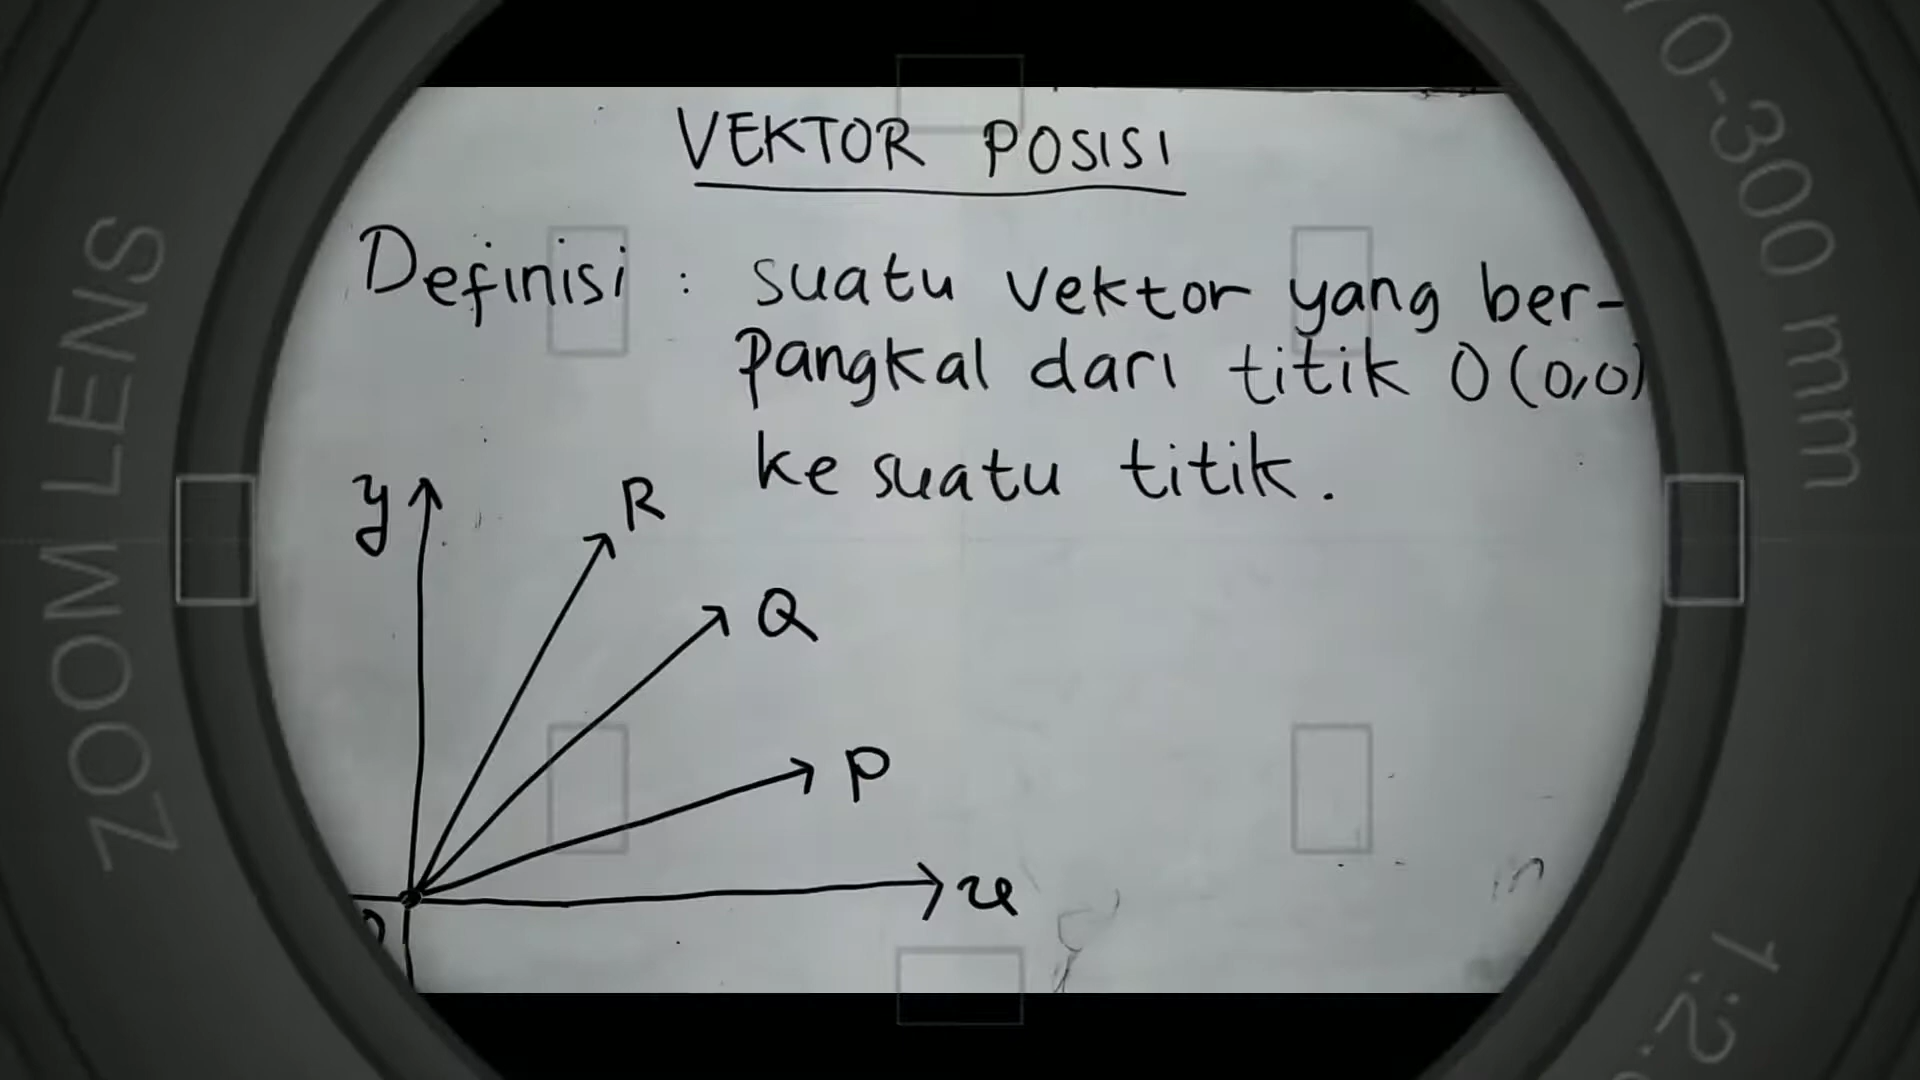 VEKTOR POSISI
Definisi : suatu vektor yang ber-
pangkal dari titik O (0,0)
ke suatu titik.
y
R
Q
P
x
ZOOM LENS
70-300 mm